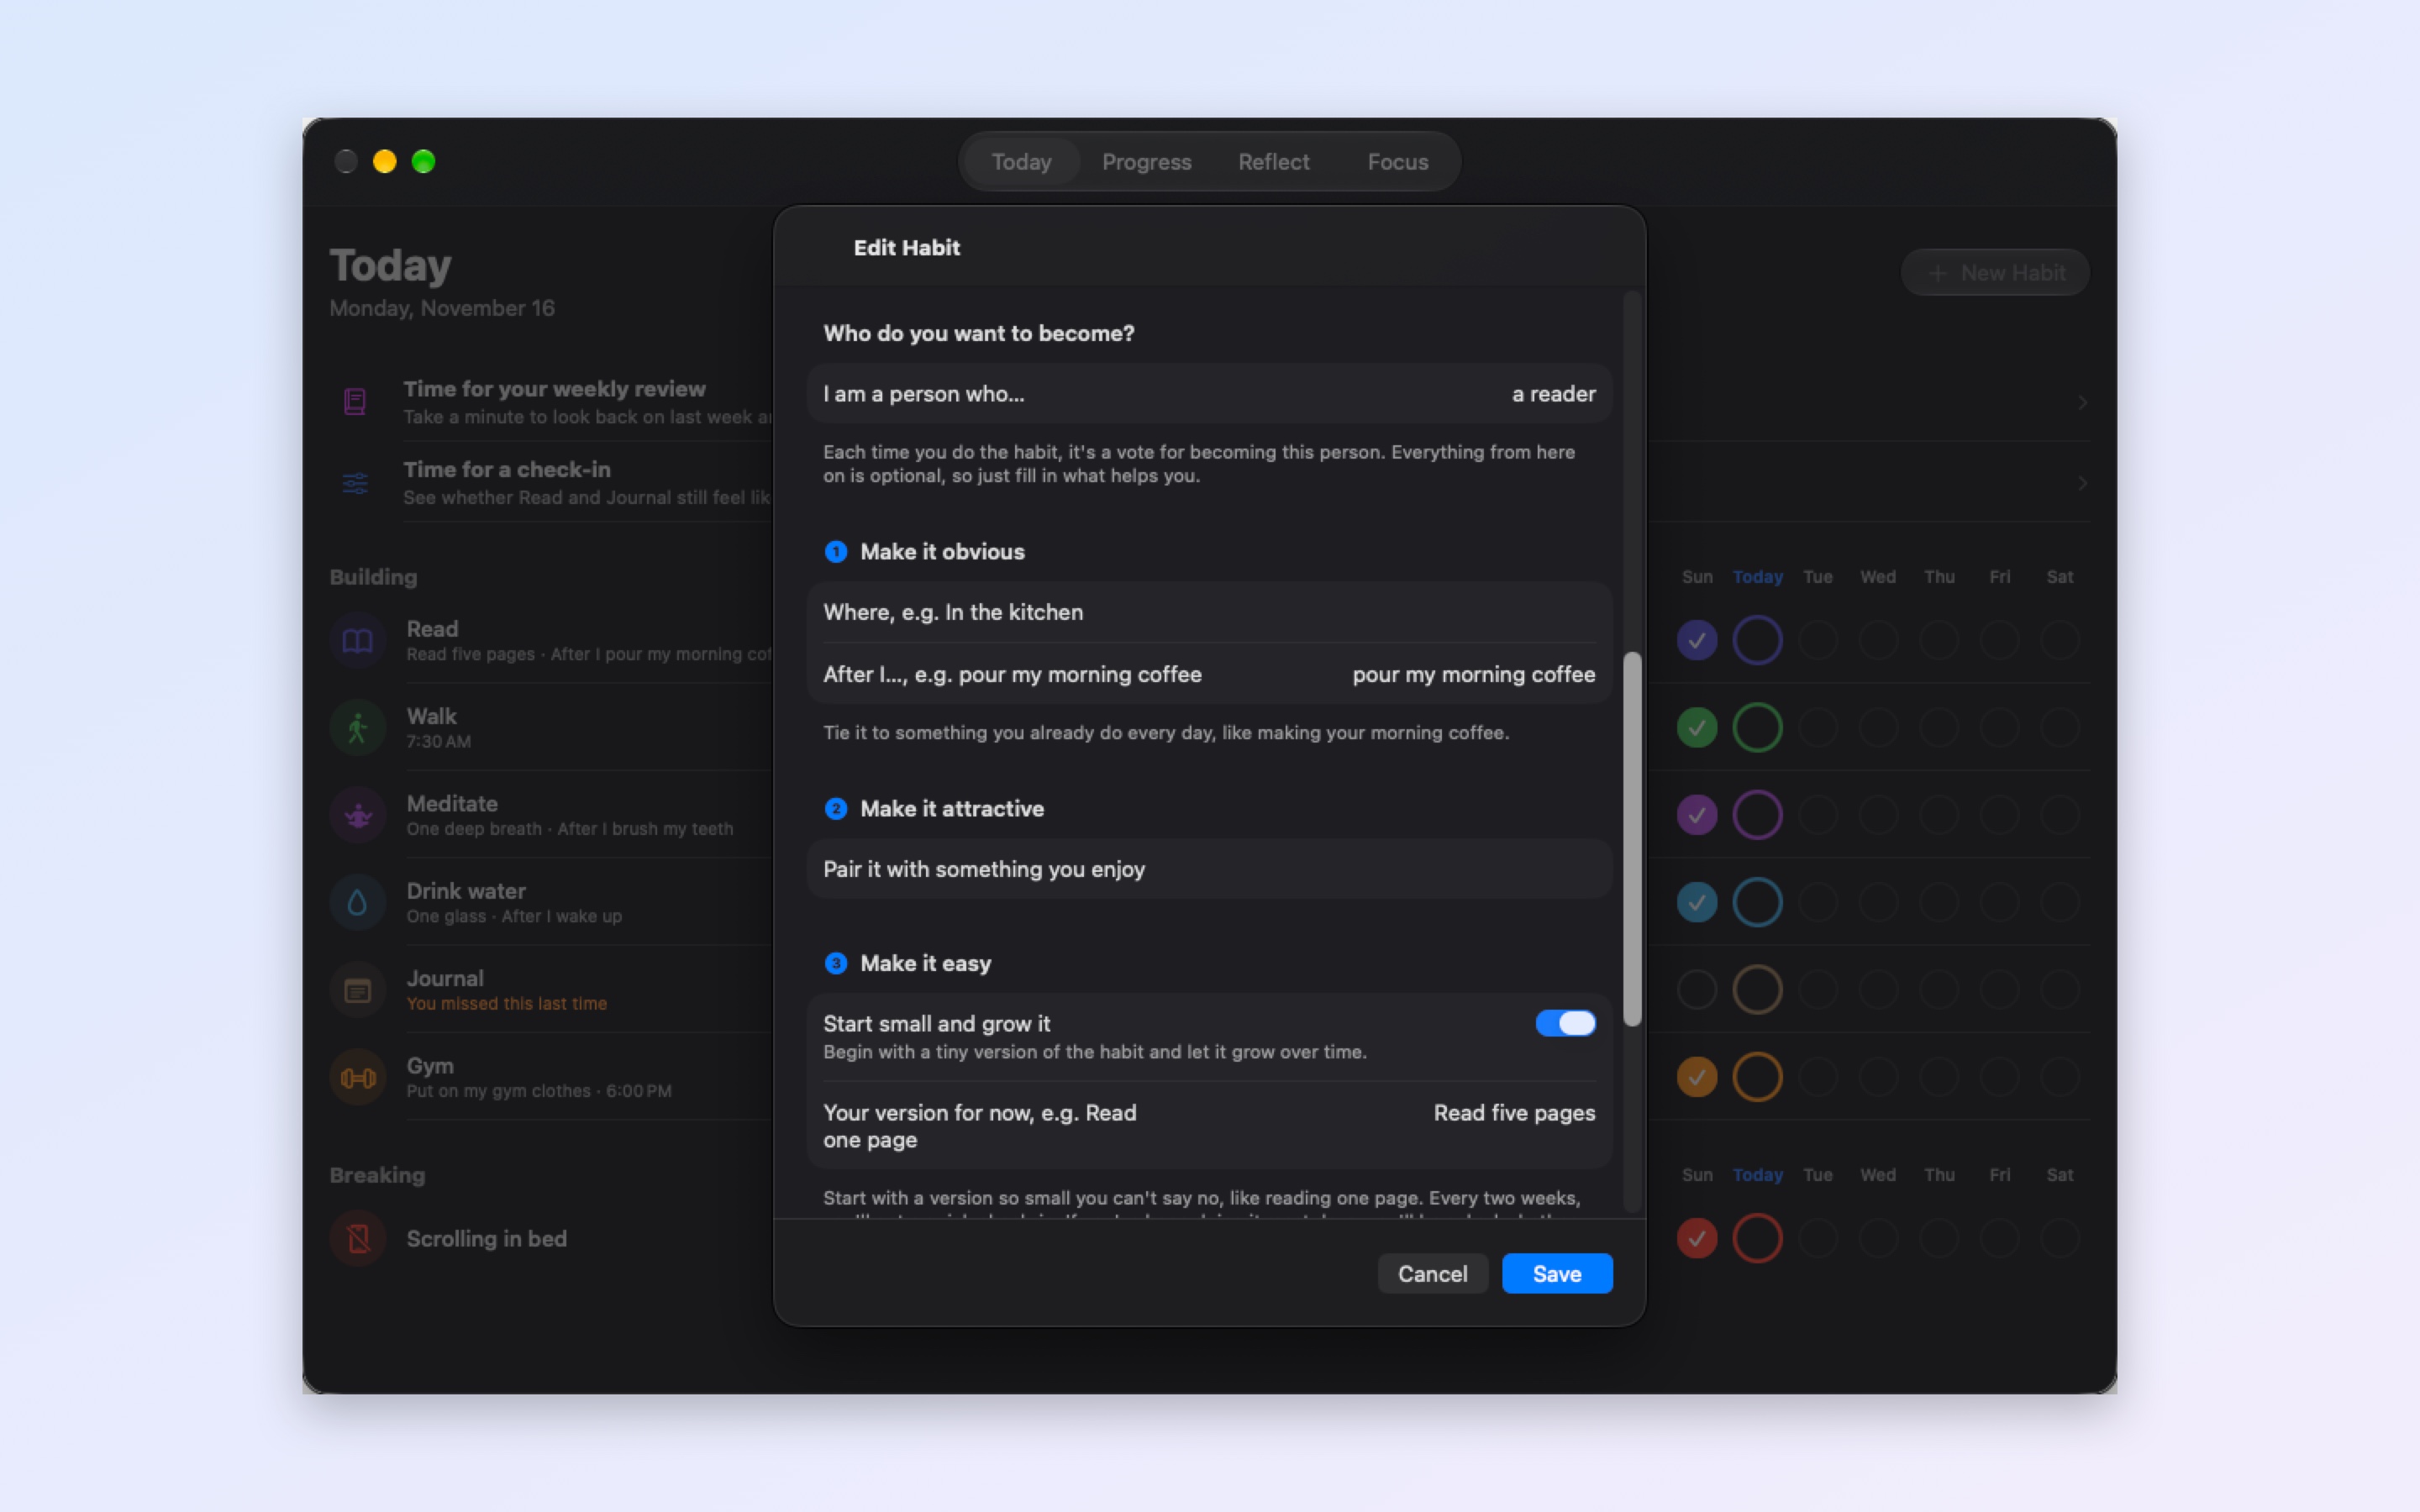 Today
Progress
Reflect
Focus
Today
Monday, November 16
New Habit
Time for your weekly review
Take a minute to look back on last week
Time for a check-in
See whether Read and Journal still feel
Building
Sun Today Tue Wed Thu Fri Sat
Read
Read five pages · After I pour my morning
Walk
7:30 AM
Meditate
One deep breath · After I brush my teeth
Drink water
One glass · After I wake up
Journal
You missed this last time
Gym
Put on my gym clothes · 6:00 PM
Breaking
Sun Today Tue Wed Thu Fri Sat
Scrolling in bed
Edit Habit
Who do you want to become?
I am a person who... a reader
Each time you do the habit, it's a vote for becoming this person. Everything from here
on is optional, so just fill in what helps you.
1 Make it obvious
Where, e.g. In the kitchen
After I..., e.g. pour my morning coffee pour my morning coffee
Tie it to something you already do every day, like making your morning coffee.
2 Make it attractive
Pair it with something you enjoy
3 Make it easy
Start small and grow it
Begin with a tiny version of the habit and let it grow over time.
Your version for now, e.g. Read
one page
Read five pages
Start with a version so small you can't say no, like reading one page. Every two weeks,
Cancel
Save